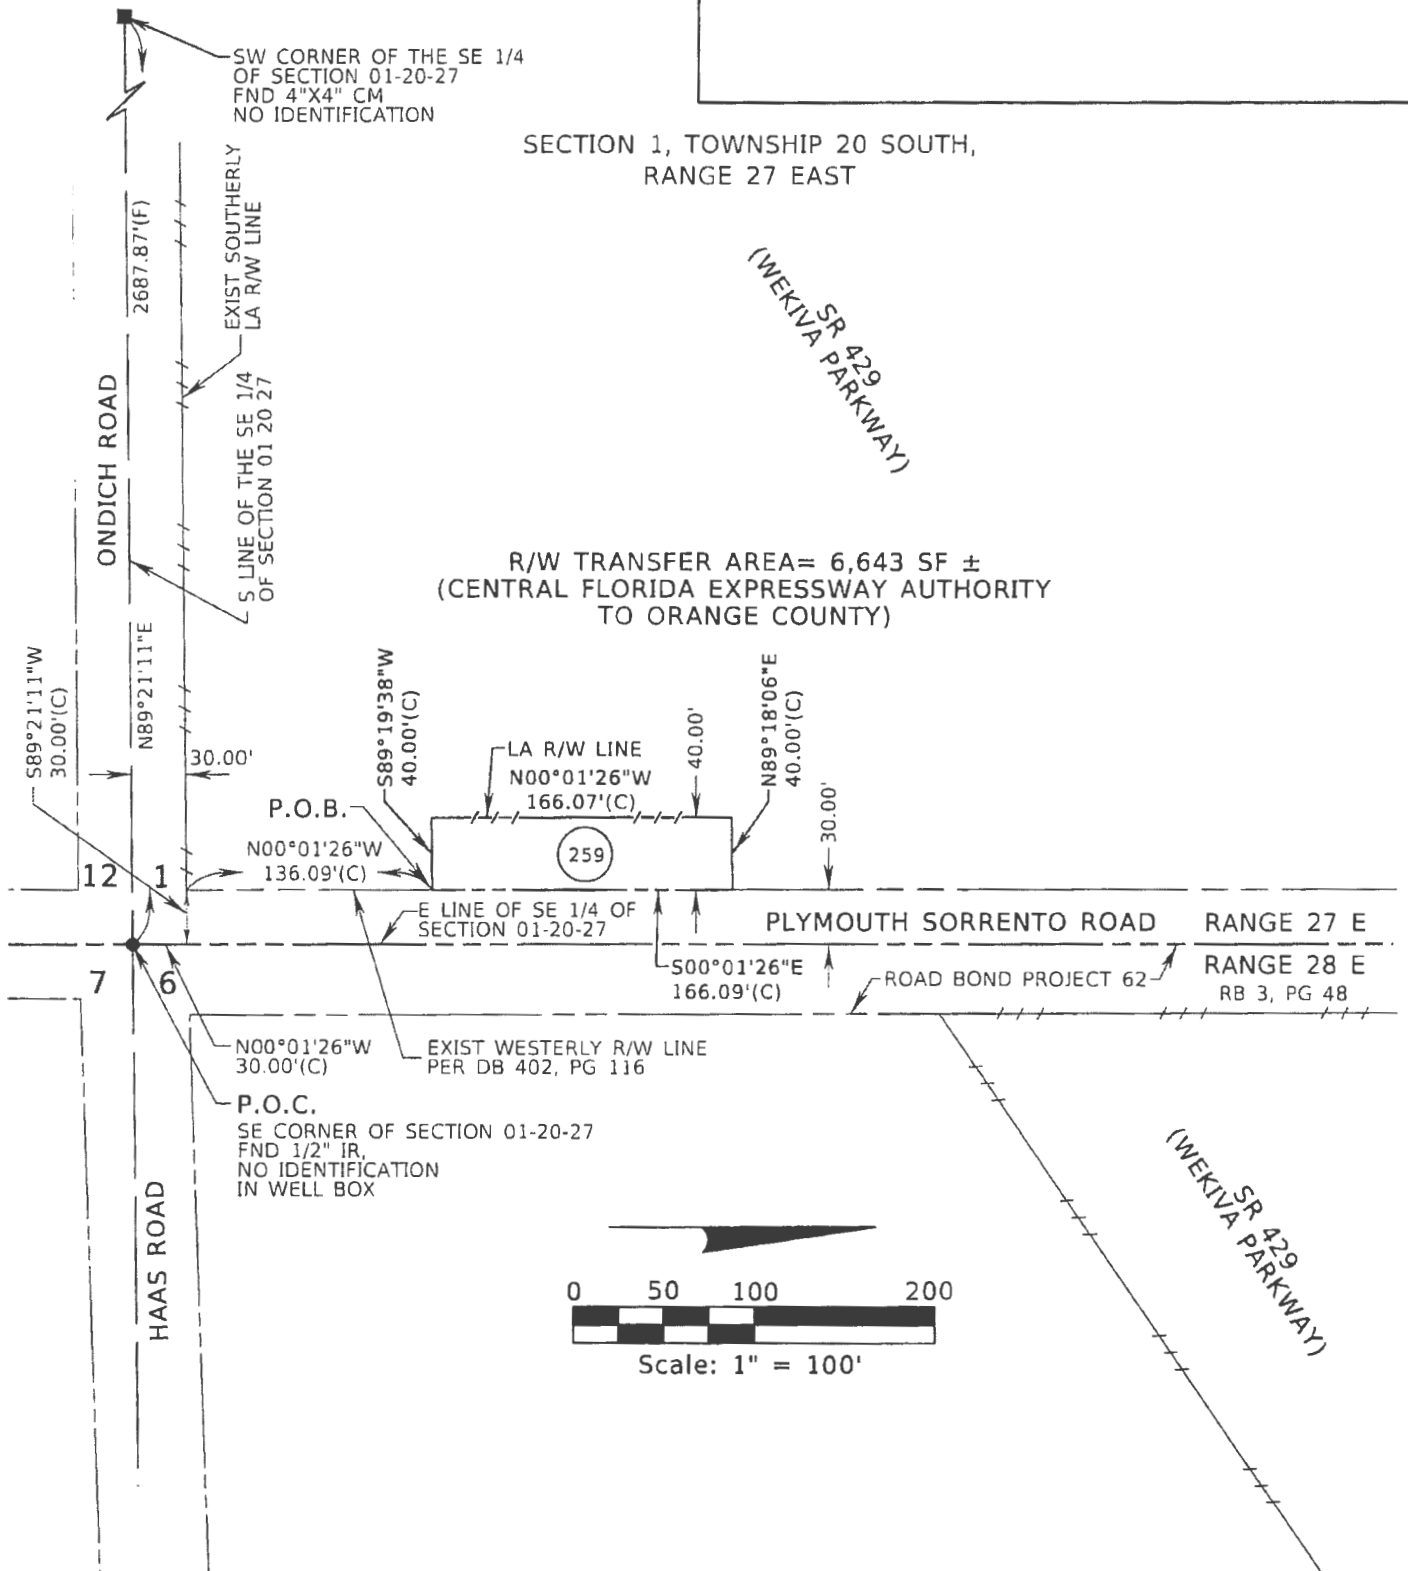 SW CORNER OF THE SE 1/4
OF SECTION 01-20-27
FND 4"X4" CM
NO IDENTIFICATION
SECTION 1, TOWNSHIP 20 SOUTH,
RANGE 27 EAST
2687.87'(F)
EXIST SOUTHERLY
LA R/W LINE
SR 429
(WEKIVA PARKWAY)
ONDICH ROAD
S LINE OF THE SE 1/4
OF SECTION 01 20 27
R/W TRANSFER AREA= 6,643 SF ±
(CENTRAL FLORIDA EXPRESSWAY AUTHORITY
TO ORANGE COUNTY)
S89°21'11"W
30.00'(C)
N89°21'11"E
30.00'
S89°19'38"W
40.00'(C)
LA R/W LINE
N00°01'26"W
166.07'(C)
40.00'
N89°18'06"E
40.00'(C)
30.00'
P.O.B.
N00°01'26"W
136.09'(C)
259
12
1
E LINE OF SE 1/4 OF
SECTION 01-20-27
PLYMOUTH SORRENTO ROAD
RANGE 27 E
7
6
S00°01'26"E
166.09'(C)
ROAD BOND PROJECT 62
RANGE 28 E
RB 3, PG 48
N00°01'26"W
30.00'(C)
EXIST WESTERLY R/W LINE
PER DB 402, PG 116
P.O.C.
SE CORNER OF SECTION 01-20-27
FND 1/2" IR,
NO IDENTIFICATION
IN WELL BOX
HAAS ROAD
SR 429
(WEKIVA PARKWAY)
0 50 100 200
Scale: 1" = 100'